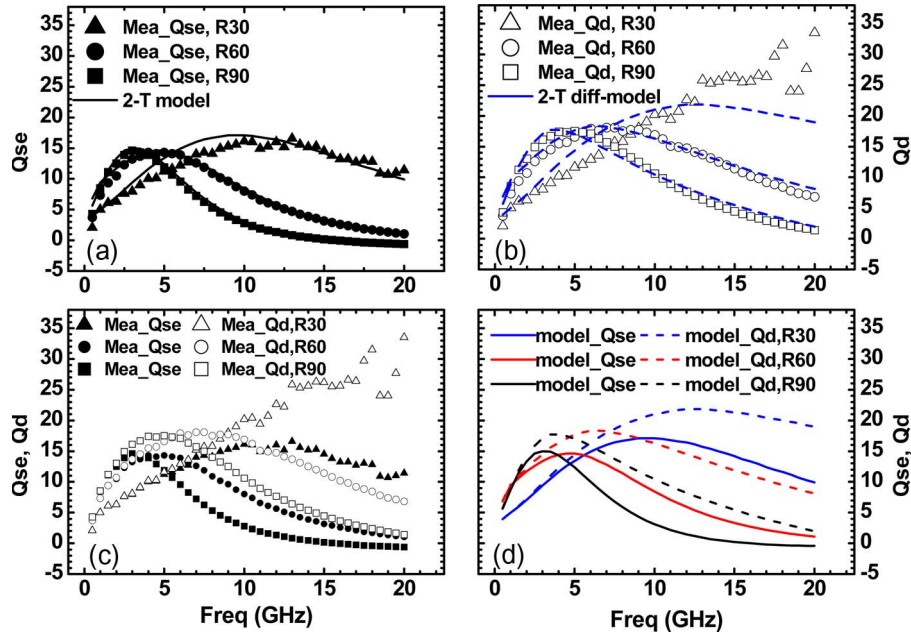 35
30
25
20
15
10
5
0
-5
Qse
Mea_Qse, R30
Mea_Qse, R60
Mea_Qse, R90
2-T model
(a)
0 5 10 15 20
Mea_Qd, R30
Mea_Qd, R60
Mea_Qd, R90
2-T diff-model
(b)
0 5 10 15 20
35
30
25
20
15
10
5
0
-5
Qd
35
30
25
20
15
10
5
0
-5
Qse, Qd
Mea_Qse Mea_Qd,R30
Mea_Qse Mea_Qd,R60
Mea_Qse Mea_Qd,R90
(c)
0 5 10 15 20
Freq (GHz)
model_Qse model_Qd,R30
model_Qse model_Qd,R60
model_Qse model_Qd,R90
(d)
0 5 10 15 20
Freq (GHz)
35
30
25
20
15
10
5
0
-5
Qse, Qd